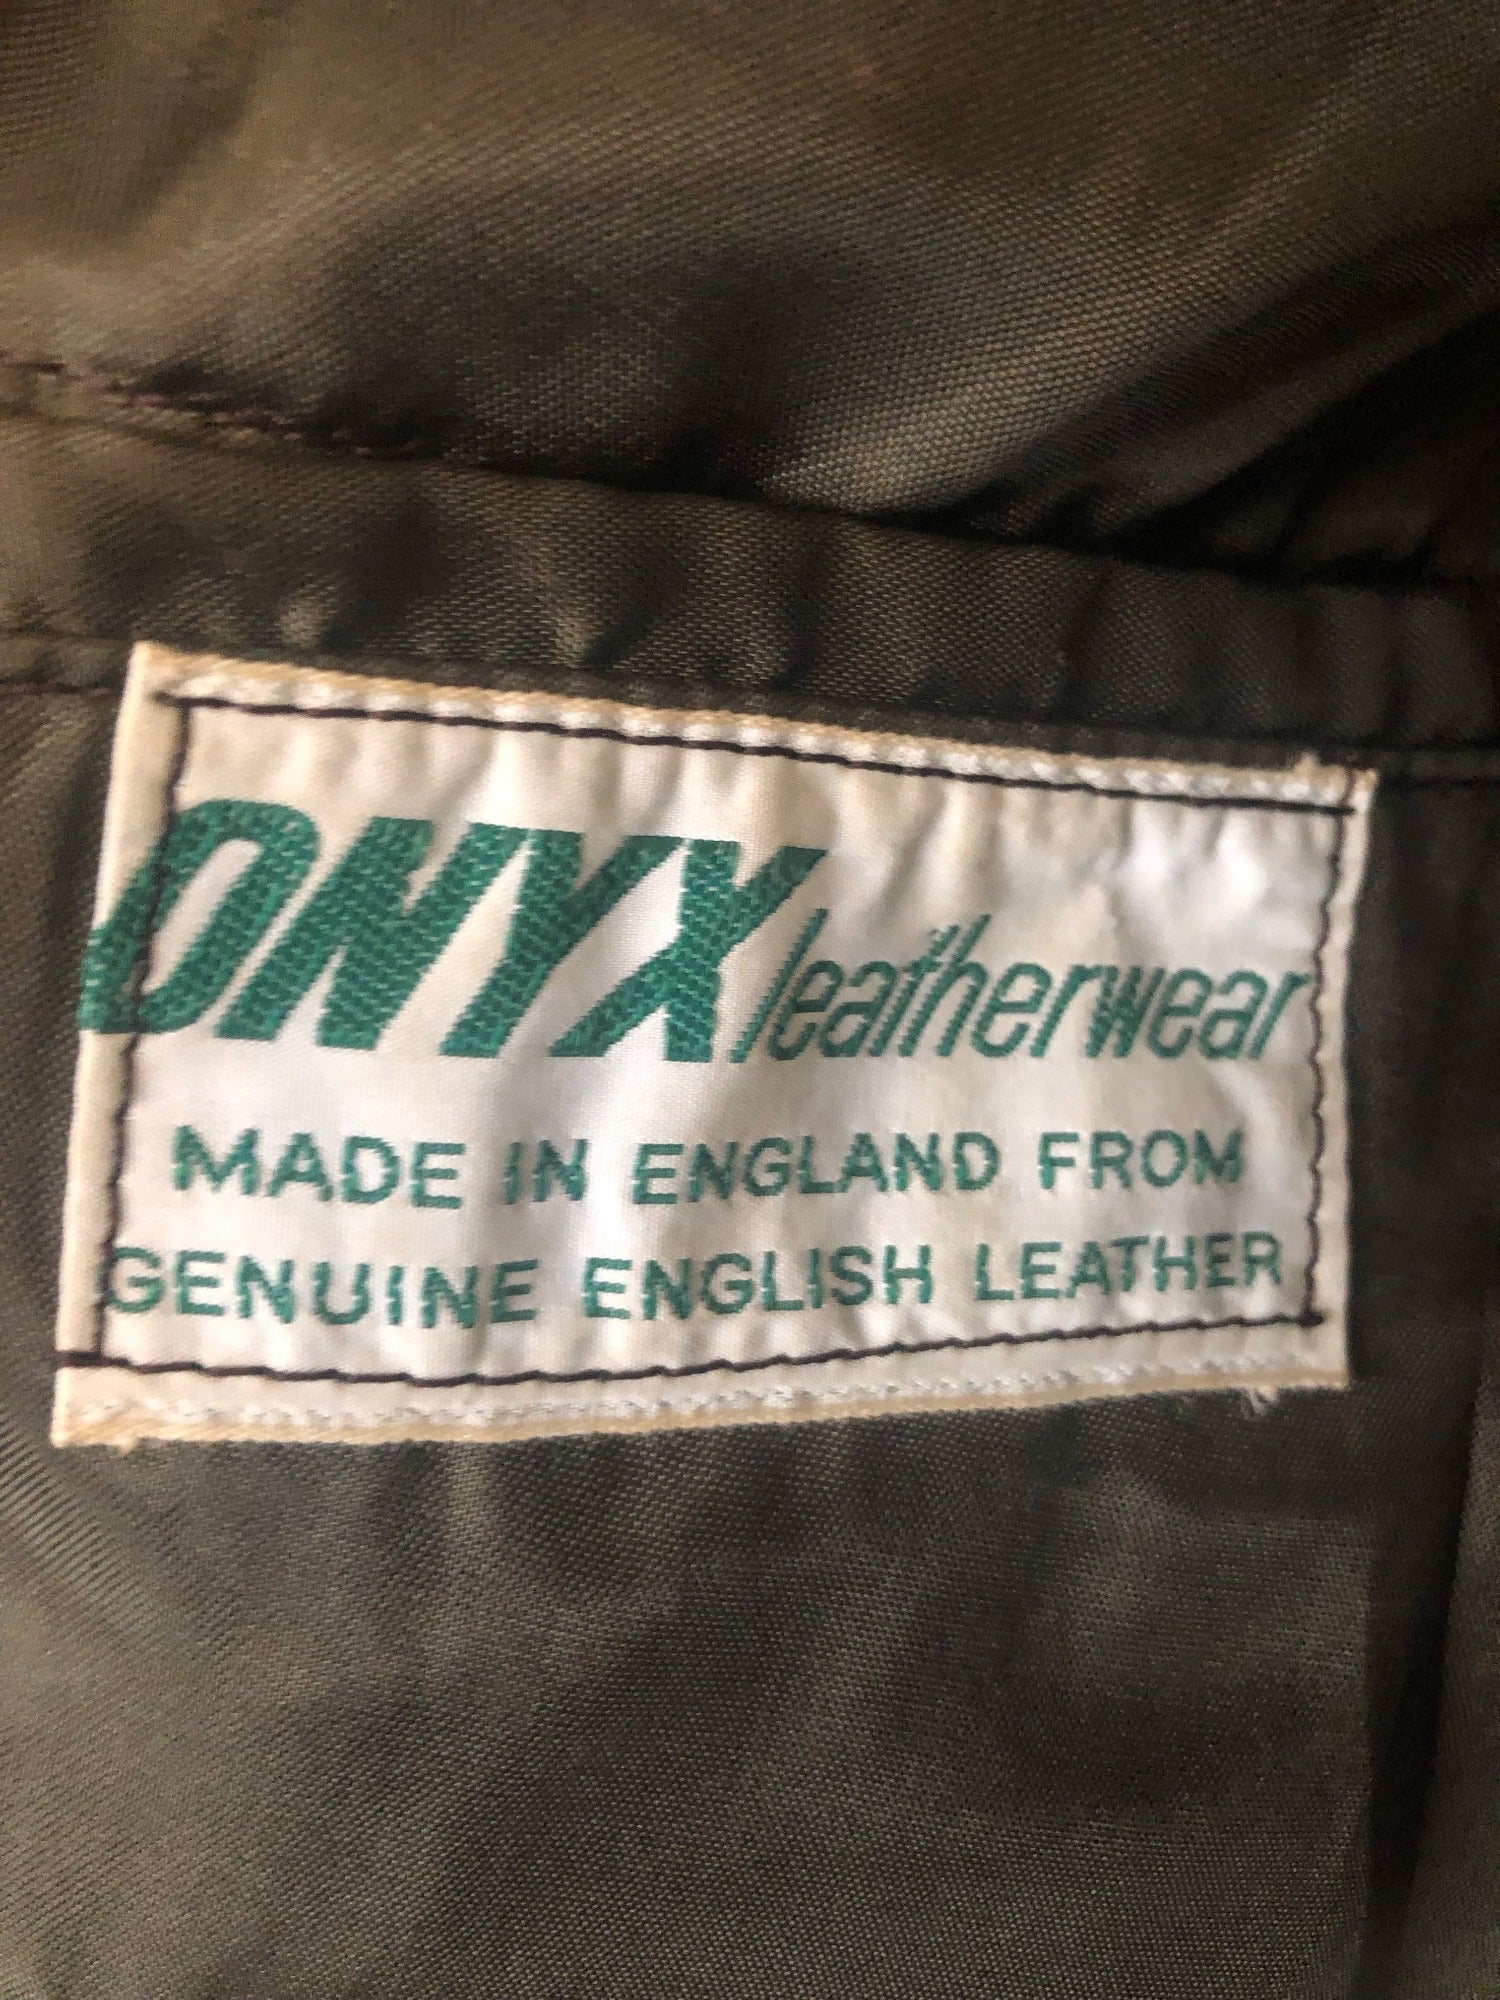 ONYX leatherwear
MADE IN ENGLAND FROM
GENUINE ENGLISH LEATHER